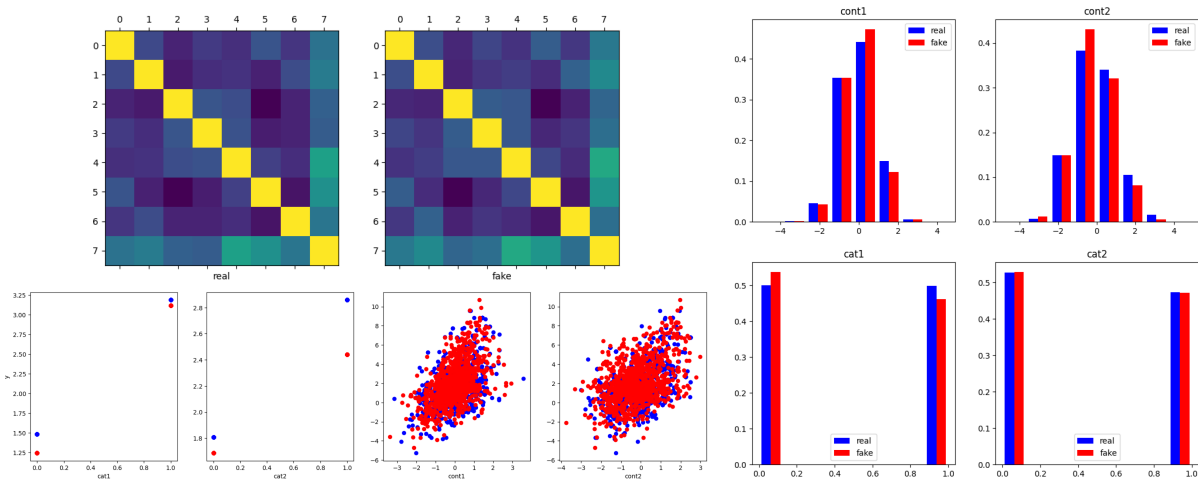 0 1 2 3 4 5 6 7
0
1
2
3
4
5
6
7
real
0 1 2 3 4 5 6 7
0
1
2
3
4
5
6
7
fake
cont1
real
fake
0.4
0.3
0.2
0.1
0.0
−4 −2 0 2 4
cont2
real
fake
0.4
0.3
0.2
0.1
0.0
−4 −2 0 2 4
3.25
3.00
2.75
2.50
2.25
2.00
1.75
1.50
1.25
y
0.0 0.2 0.4 0.6 0.8 1.0
cat1
2.8
2.6
2.4
2.2
2.0
1.8
0.0 0.2 0.4 0.6 0.8 1.0
cat2
10
8
6
4
2
0
−2
−4
−6
−3 −2 −1 0 1 2 3
cont1
10
8
6
4
2
0
−2
−4
−6
−4 −3 −2 −1 0 1 2 3
cont2
cat1
0.5
0.4
0.3
0.2
0.1
0.0
real
fake
0.0 0.2 0.4 0.6 0.8 1.0
cat2
0.5
0.4
0.3
0.2
0.1
0.0
real
fake
0.0 0.2 0.4 0.6 0.8 1.0